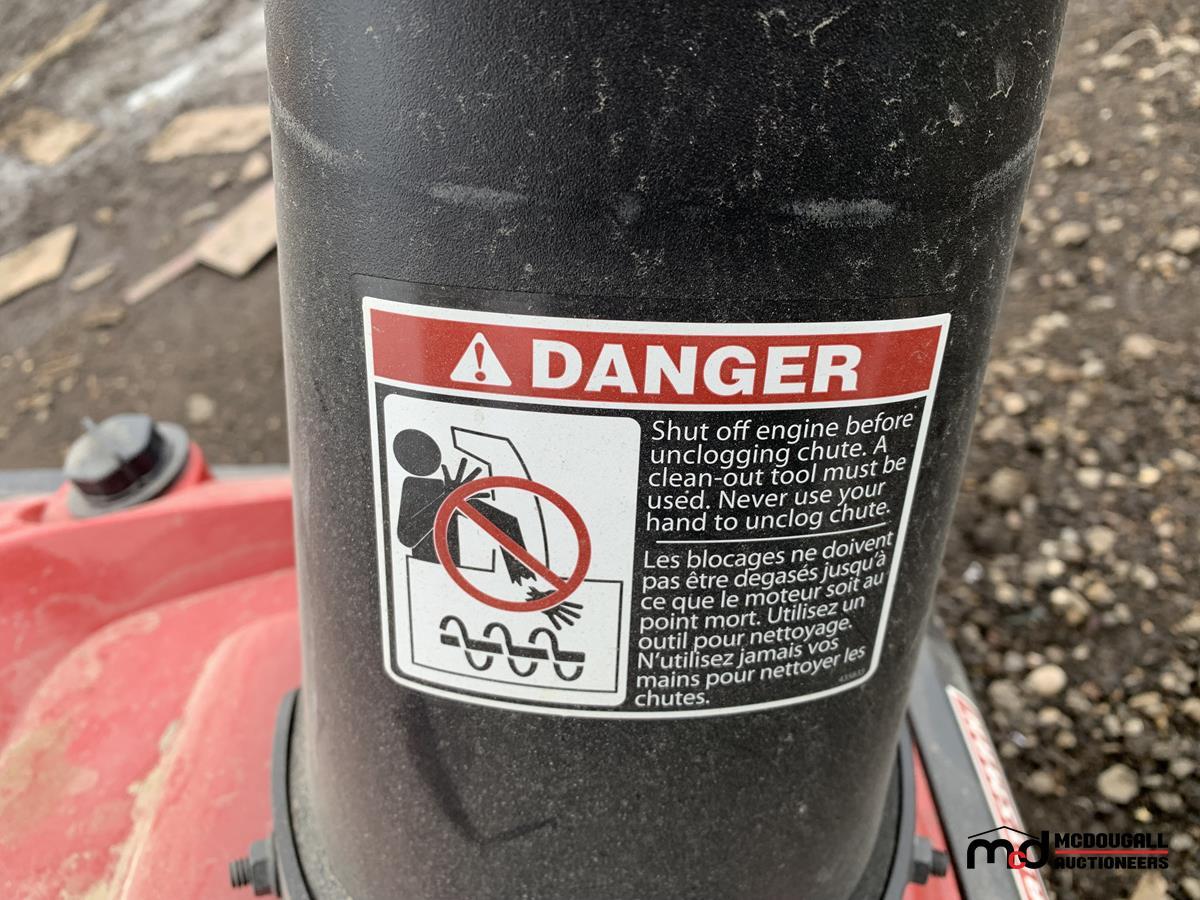 DANGER
Shut off engine before
unclogging chute. A
clean-out tool must be
used. Never use your
hand to unclog chute.
Les blocages ne doivent
pas être degasés jusqu'à
ce que le moteur soit au
point mort. Utilisez un
outil pour nettoyage.
N'utilisez jamais vos
mains pour nettoyer les
chutes.
mcd MCDOUGALL
AUCTIONEERS